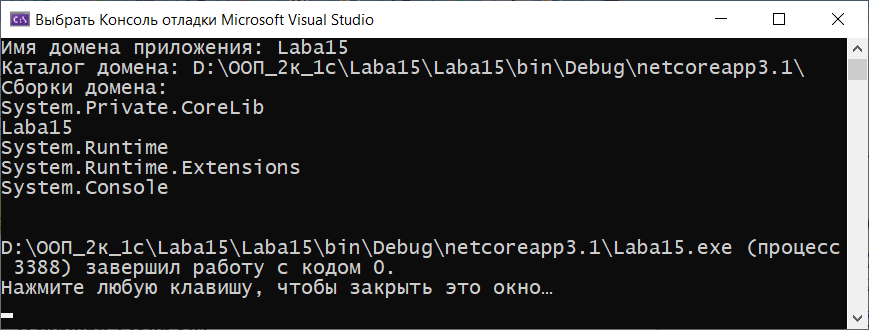 Выбрать Консоль отладки Microsoft Visual Studio
Имя домена приложения: Laba15
Каталог домена: D:\ООП_2к_1с\Laba15\Laba15\bin\Debug\netcoreapp3.1\
Сборки домена:
System.Private.CoreLib
Laba15
System.Runtime
System.Runtime.Extensions
System.Console
D:\ООП_2к_1с\Laba15\Laba15\bin\Debug\netcoreapp3.1\Laba15.exe (процесс
3388) завершил работу с кодом 0.
Нажмите любую клавишу, чтобы закрыть это окно…